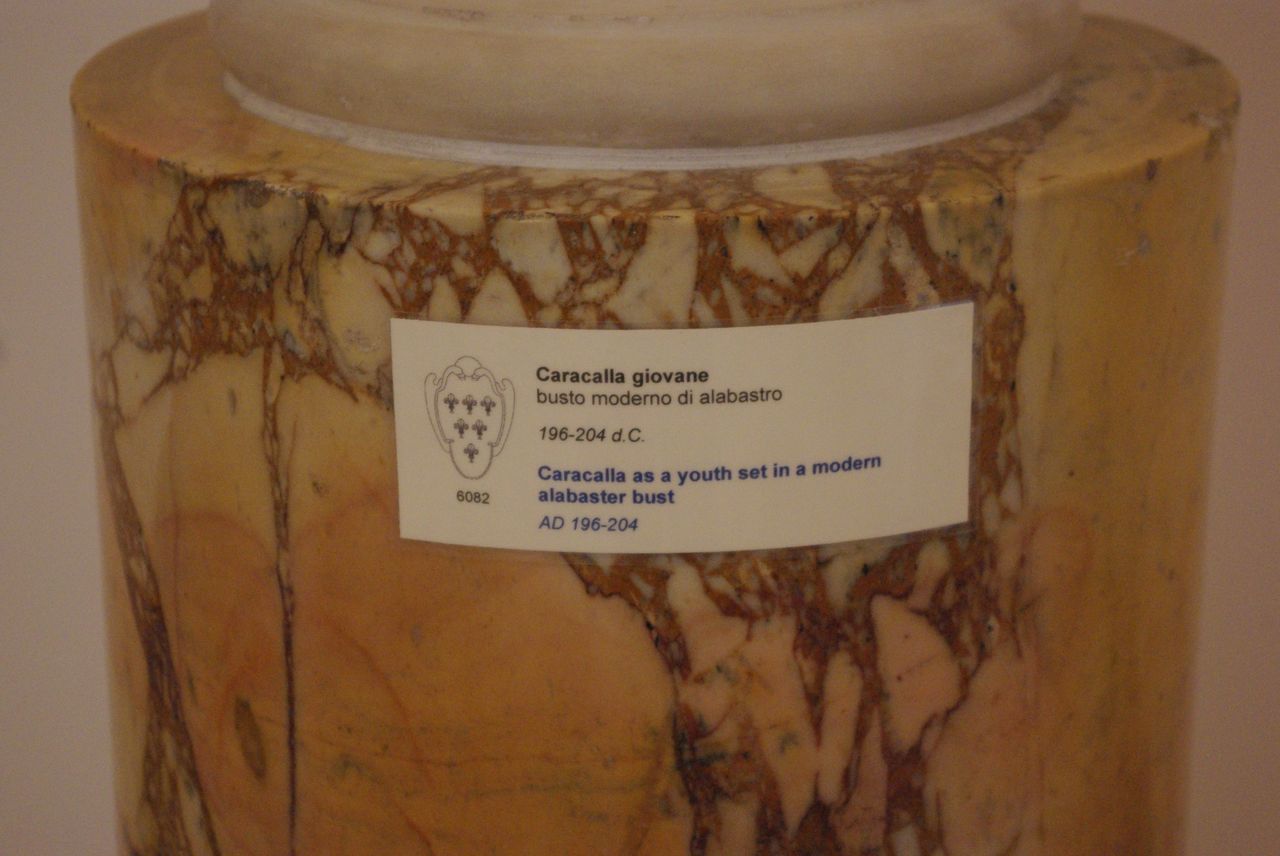 Caracalla giovane
busto moderno di alabastro
196-204 d.C.
Caracalla as a youth set in a modern
alabaster bust
AD 196-204
6082